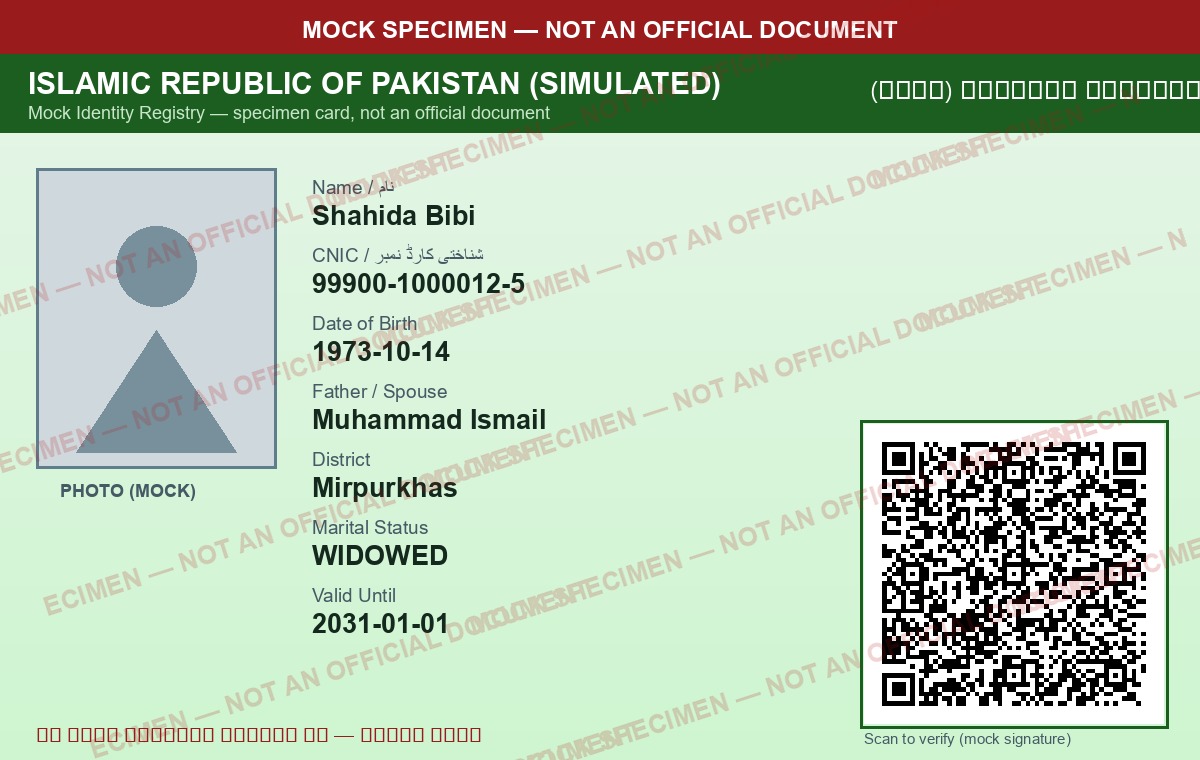 MOCK SPECIMEN — NOT AN OFFICIAL DOCUMENT
ISLAMIC REPUBLIC OF PAKISTAN (SIMULATED)
Mock Identity Registry — specimen card, not an official document
Name / نام
Shahida Bibi
CNIC / شناختی کارڈ نمبر
99900-1000012-5
Date of Birth
1973-10-14
Father / Spouse
Muhammad Ismail
District
Mirpurkhas
Marital Status
WIDOWED
Valid Until
2031-01-01
PHOTO (MOCK)
Scan to verify (mock signature)